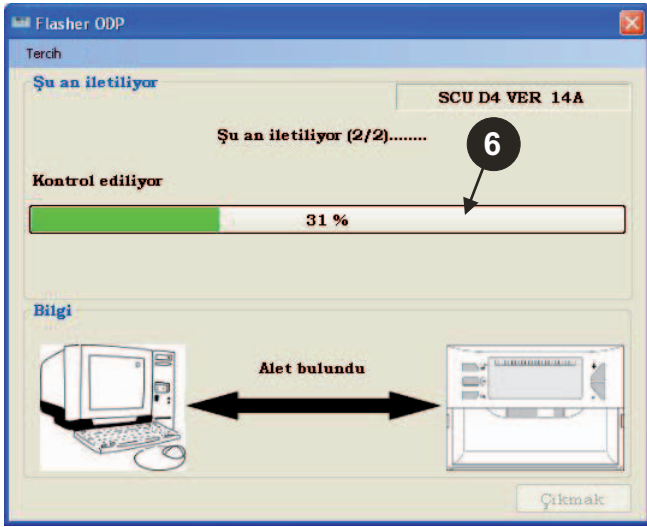 Flasher ODP
Tercih
Şu an iletiliyor
SCU D4 VER 14A
Şu an iletiliyor (2/2)........
6
Kontrol ediliyor
31 %
Bilgi
Alet bulundu
Çıkmak